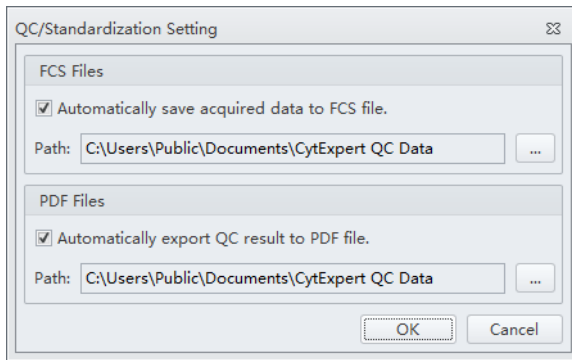 QC/Standardization Setting
FCS Files
Automatically save acquired data to FCS file.
Path: C:\Users\Public\Documents\CytExpert QC Data ...
PDF Files
Automatically export QC result to PDF file.
Path: C:\Users\Public\Documents\CytExpert QC Data ...
OK Cancel